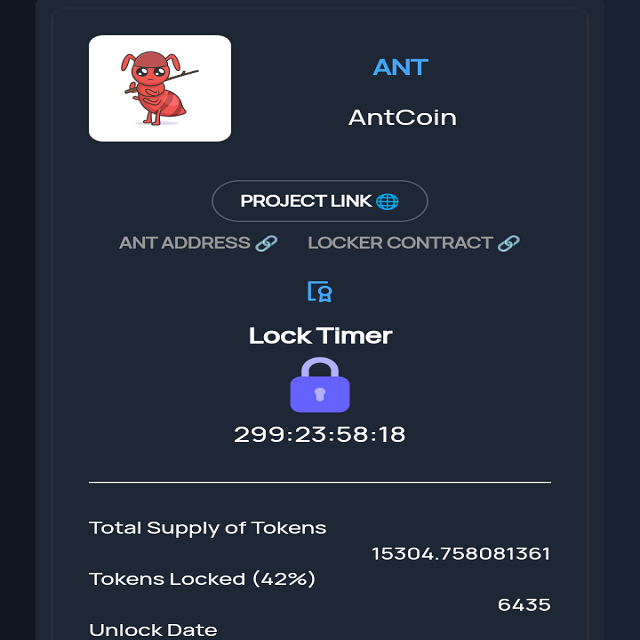 ANT
AntCoin
PROJECT LINK 🌐
ANT ADDRESS 🔗 LOCKER CONTRACT 🔗
Lock Timer
299:23:58:18
Total Supply of Tokens
15304.758081361
Tokens Locked (42%)
6435
Unlock Date